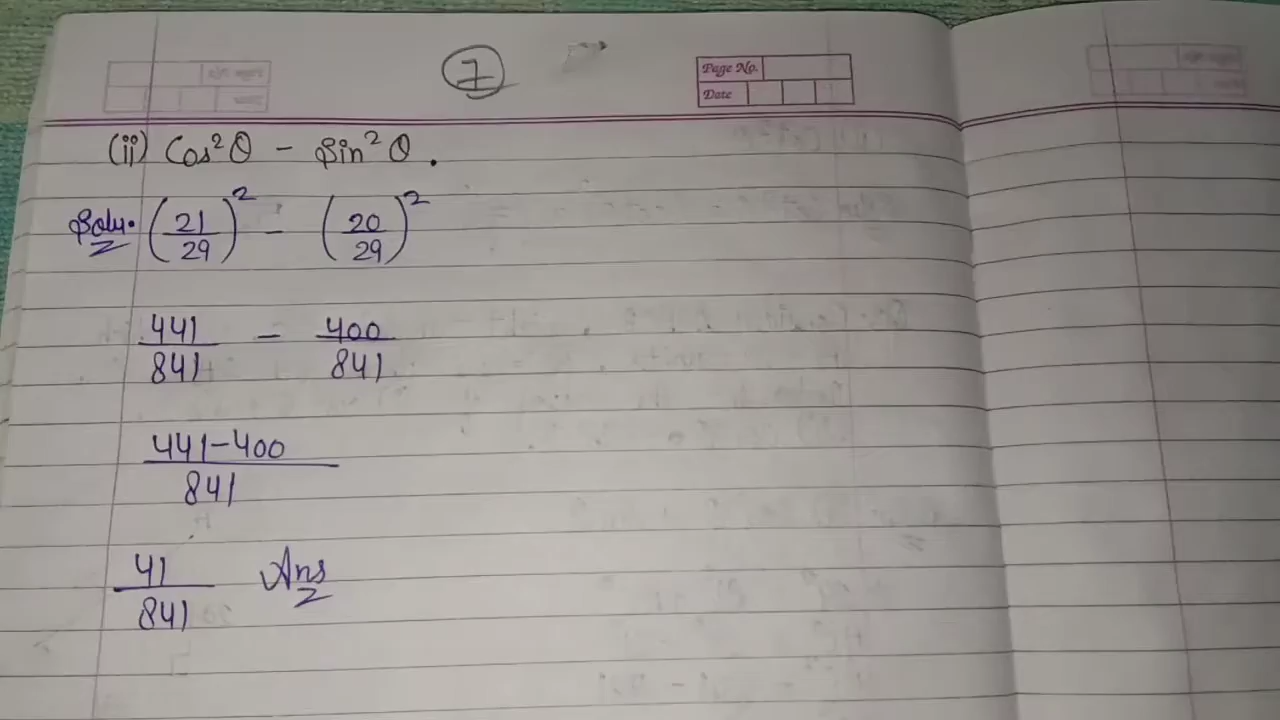 7
Page No.
Date
(ii) Cos²θ - Sin²θ.
Solu. (21/29)² - (20/29)²
441/841 - 400/841
441-400/841
41/841 Ans